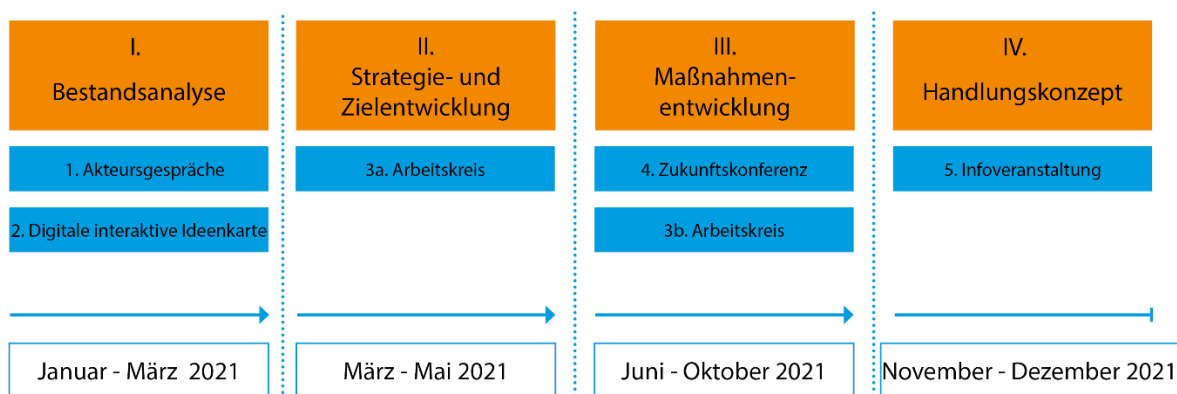 I.
Bestandsanalyse
II.
Strategie- und
Zielentwicklung
III.
Maßnahmen-
entwicklung
IV.
Handlungskonzept
1. Akteursgespräche
3a. Arbeitskreis
4. Zukunftskonferenz
5. Infoveranstaltung
2. Digitale interaktive Ideenkarte
3b. Arbeitskreis
Januar - März 2021
März - Mai 2021
Juni - Oktober 2021
November - Dezember 2021